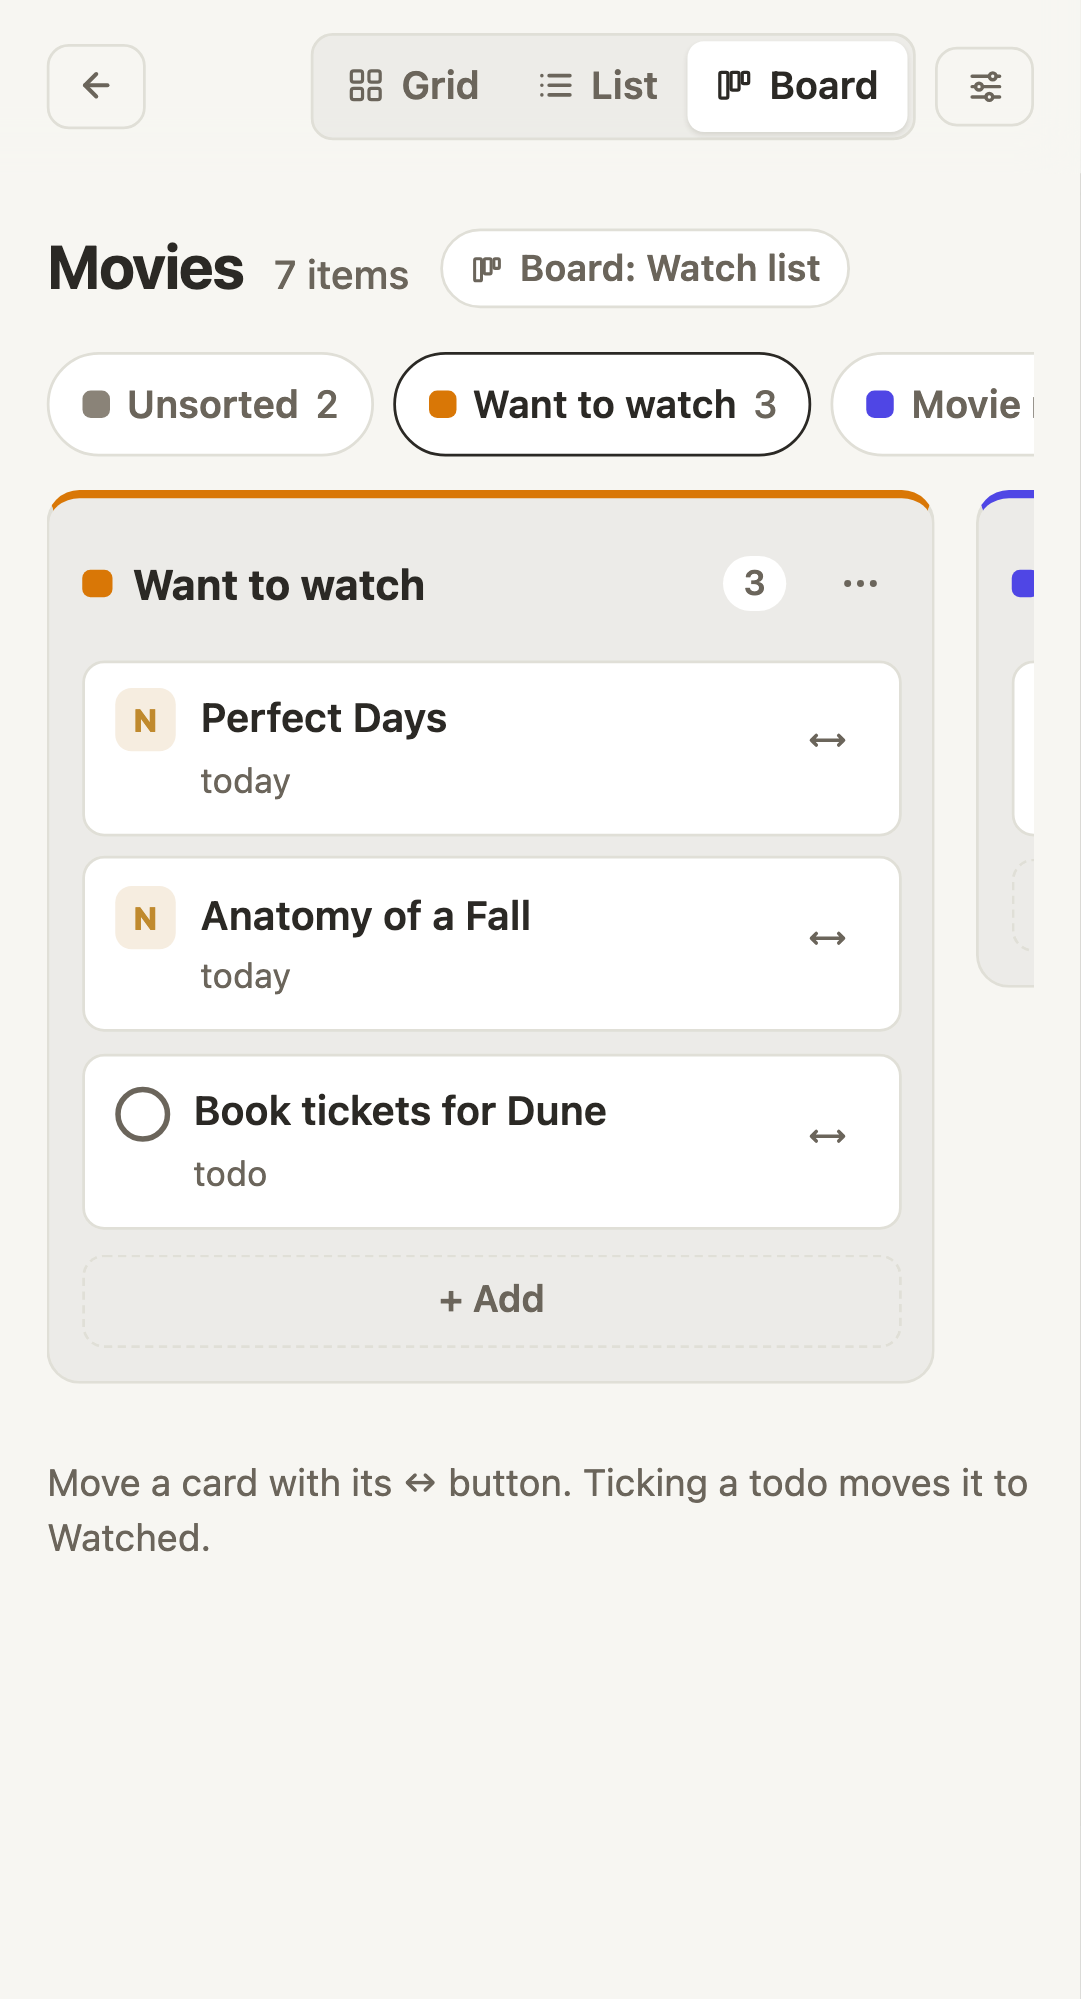 Grid List Board
Movies 7 items Board: Watch list
Unsorted 2 Want to watch 3 Movie
Want to watch 3 ...
N Perfect Days ↔
today
N Anatomy of a Fall ↔
today
Book tickets for Dune ↔
todo
+ Add
Move a card with its ↔ button. Ticking a todo moves it to
Watched.